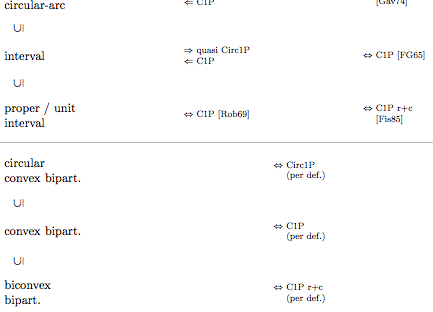 circular-arc
⇐ C1P
[Gav74]
∪|
interval
⇒ quasi Circ1P
⇐ C1P
⇔ C1P [FG65]
∪|
proper / unit
interval
⇔ C1P [Rob69]
⇔ C1P r+c
[Fis85]
circular
convex bipart.
⇔ Circ1P
(per def.)
∪|
convex bipart.
⇔ C1P
(per def.)
∪|
biconvex
bipart.
⇔ C1P r+c
(per def.)